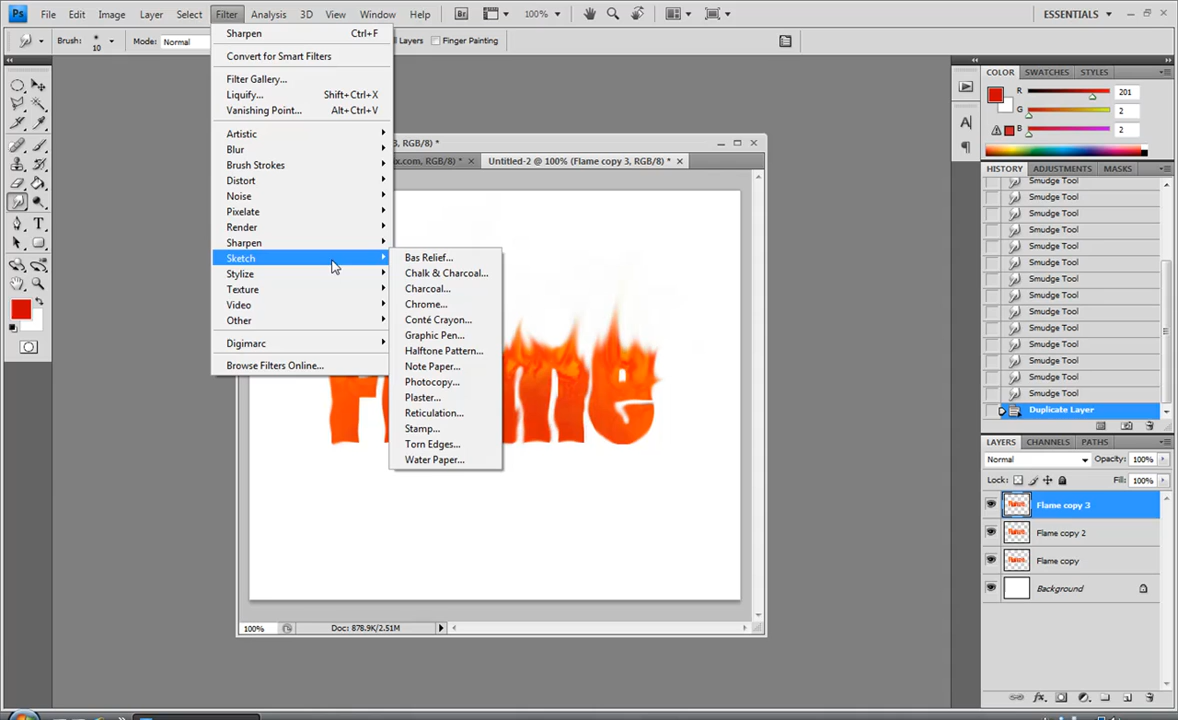 Ps File Edit Image Layer Select Filter Analysis 3D View Window Help Br 100% ESSENTIALS
Brush: 10 Mode: Normal Layers Finger Painting
Sharpen Ctrl+F
Convert for Smart Filters
Filter Gallery...
Liquify... Shift+Ctrl+X
Vanishing Point... Alt+Ctrl+V
Artistic
Blur
Brush Strokes
Distort
Noise
Pixelate
Render
Sharpen
Sketch
Stylize
Texture
Video
Other
Digimarc
Browse Filters Online...
Bas Relief...
Chalk & Charcoal...
Charcoal...
Chrome...
Conté Crayon...
Graphic Pen...
Halftone Pattern...
Note Paper...
Photocopy...
Plaster...
Reticulation...
Stamp...
Torn Edges...
Water Paper...
3, RGB/8) *
ux.com, RGB/8) * Untitled-2 @ 100% (Flame copy 3, RGB/8) *
100% Doc: 878.9K/2.51M
COLOR SWATCHES STYLES
R 201
G 2
B 2
HISTORY ADJUSTMENTS MASKS
Smudge Tool
Smudge Tool
Smudge Tool
Smudge Tool
Smudge Tool
Smudge Tool
Smudge Tool
Smudge Tool
Smudge Tool
Smudge Tool
Smudge Tool
Smudge Tool
Smudge Tool
Smudge Tool
Duplicate Layer
LAYERS CHANNELS PATHS
Normal Opacity: 100%
Lock: Fill: 100%
Flame copy 3
Flame copy 2
Flame copy
Background